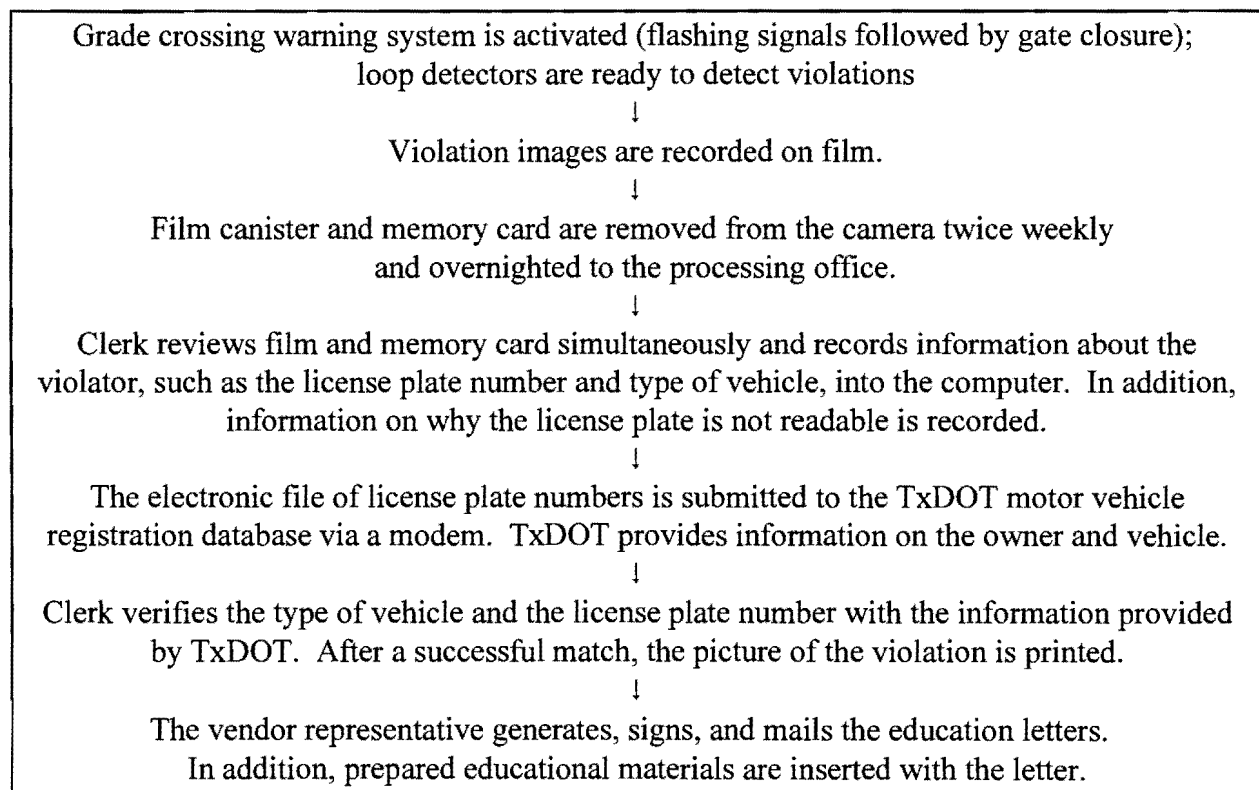 Grade crossing warning system is activated (flashing signals followed by gate closure);
loop detectors are ready to detect violations
↓
Violation images are recorded on film.
↓
Film canister and memory card are removed from the camera twice weekly
and overnighted to the processing office.
↓
Clerk reviews film and memory card simultaneously and records information about the
violator, such as the license plate number and type of vehicle, into the computer. In addition,
information on why the license plate is not readable is recorded.
↓
The electronic file of license plate numbers is submitted to the TxDOT motor vehicle
registration database via a modem. TxDOT provides information on the owner and vehicle.
↓
Clerk verifies the type of vehicle and the license plate number with the information provided
by TxDOT. After a successful match, the picture of the violation is printed.
↓
The vendor representative generates, signs, and mails the education letters.
In addition, prepared educational materials are inserted with the letter.